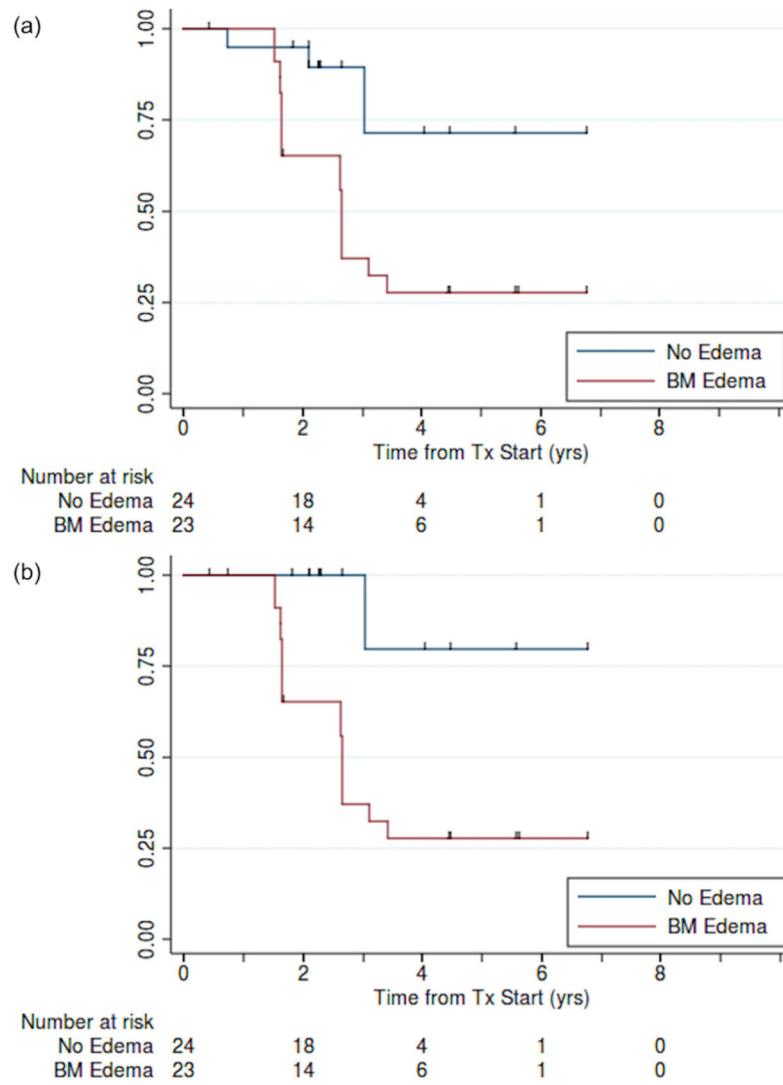 (a)
1.00
0.75
0.50
0.25
0.00
No Edema
BM Edema
0 2 4 6 8
Time from Tx Start (yrs)
Number at risk
No Edema 24 18 4 1 0
BM Edema 23 14 6 1 0
(b)
1.00
0.75
0.50
0.25
0.00
No Edema
BM Edema
0 2 4 6 8
Time from Tx Start (yrs)
Number at risk
No Edema 24 18 4 1 0
BM Edema 23 14 6 1 0